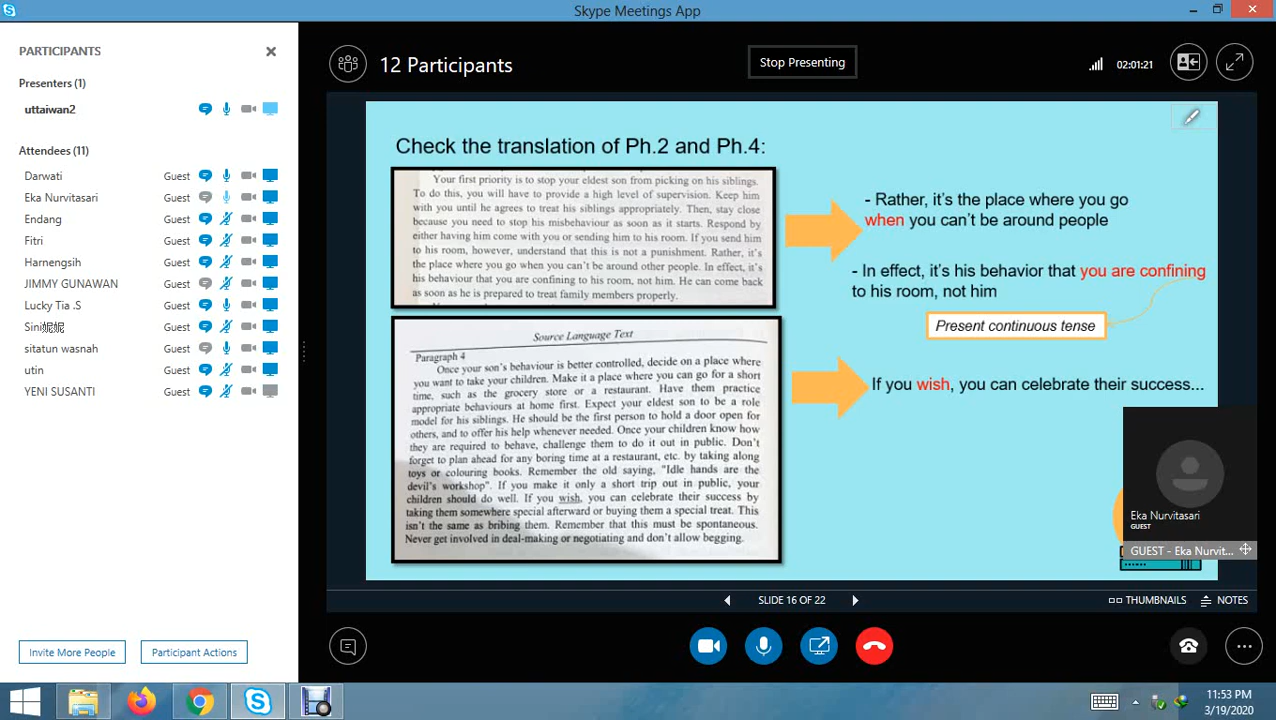 Skype Meetings App
PARTICIPANTS
Presenters (1)
uttaiwan2
Attendees (11)
Darwati Guest
Eka Nurvitasari Guest
Endang Guest
Fitri Guest
Harnengsih Guest
JIMMY GUNAWAN Guest
Lucky Tia .S Guest
Sini妮妮 Guest
sitatun wasnah Guest
utin Guest
YENI SUSANTI Guest
Invite More People
Participant Actions
12 Participants
Stop Presenting
02:01:21
Check the translation of Ph.2 and Ph.4:
Your first priority is to stop your eldest son from picking on his siblings.
To do this, you will have to provide a high level of supervision. Keep him
with you until he agrees to treat his siblings appropriately. Then, stay close
because you need to stop his misbehaviour as soon as it starts. Respond by
either having him come with you or sending him to his room. If you send him
to his room, however, understand that this is not a punishment. Rather, it's
the place where you go when you can't be around other people. In effect, it's
his behaviour that you are confining to his room, not him. He can come back
as soon as he is prepared to treat family members properly.
- Rather, it's the place where you go
when you can't be around people
- In effect, it's his behavior that you are confining
to his room, not him
Present continuous tense
Source Language Text
Paragraph 4
Once your son's behaviour is better controlled, decide on a place where
you want to take your children. Make it a place where you can go for a short
time, such as the grocery store or a restaurant. Have them practice
appropriate behaviours at home first. Expect your eldest son to be a role
model for his siblings. He should be the first person to hold a door open for
others, and to offer his help whenever needed. Once your children know how
they are required to behave, challenge them to do it out in public. Don't
forget to plan ahead for any boring time at a restaurant, etc. by taking along
toys or colouring books. Remember the old saying, "Idle hands are the
devil's workshop". If you make it only a short trip out in public, your
children should do well. If you wish, you can celebrate their success by
taking them somewhere special afterward or buying them a special treat. This
isn't the same as bribing them. Remember that this must be spontaneous.
Never get involved in deal-making or negotiating and don't allow begging.
If you wish, you can celebrate their success...
Eka Nurvitasari
GUEST
GUEST - Eka Nurvit...
SLIDE 16 OF 22
THUMBNAILS
NOTES
11:53 PM
3/19/2020